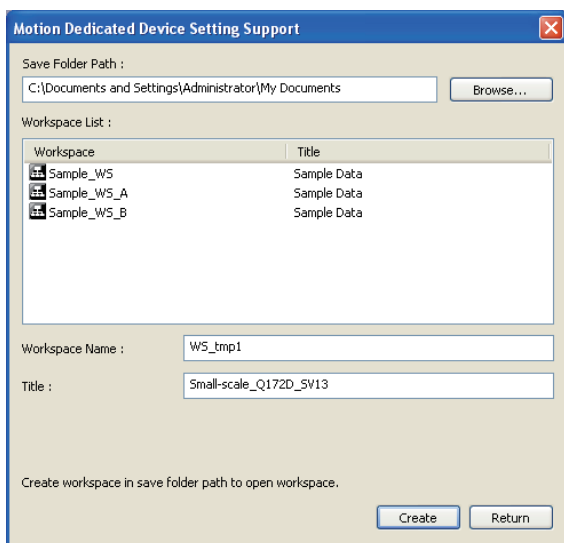 Motion Dedicated Device Setting Support
Save Folder Path :
C:\Documents and Settings\Administrator\My Documents
Browse...
Workspace List :
Workspace Title
Sample_WS Sample Data
Sample_WS_A Sample Data
Sample_WS_B Sample Data
Workspace Name : WS_tmp1
Title : Small-scale_Q172D_SV13
Create workspace in save folder path to open workspace.
Create Return